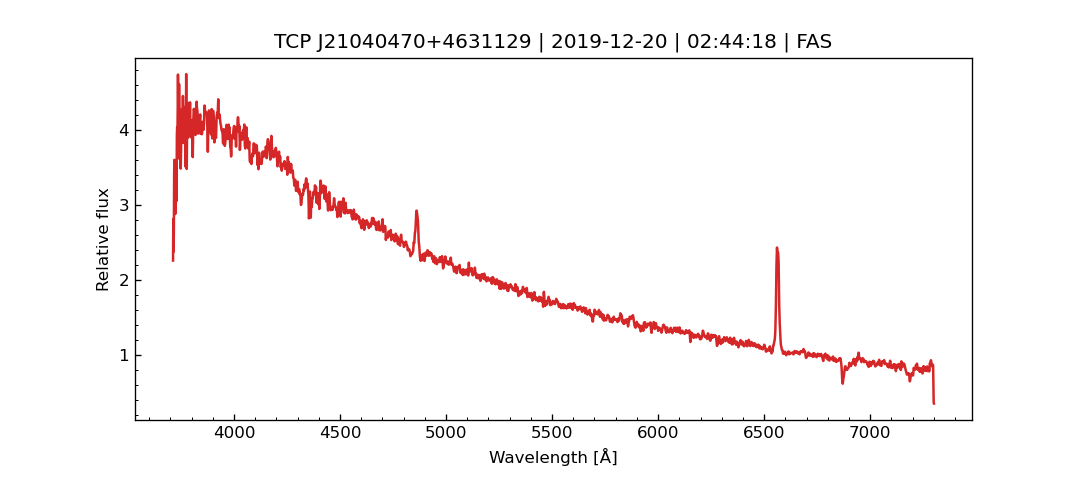 TCP J21040470+4631129 | 2019-12-20 | 02:44:18 | FAS
4
3
2
1
Relative flux
4000 4500 5000 5500 6000 6500 7000
Wavelength [Å]